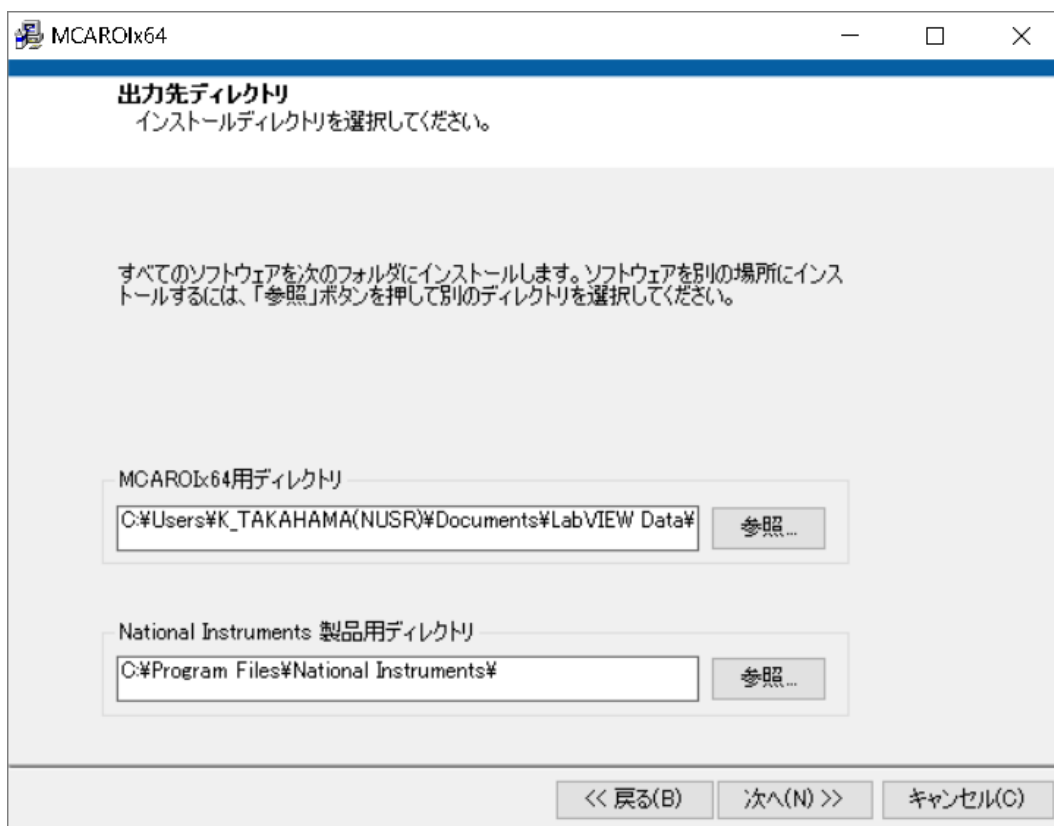 MCAROIx64
出力先ディレクトリ
インストールディレクトリを選択してください。
すべてのソフトウェアを次のフォルダにインストールします。ソフトウェアを別の場所にインス
トールするには、「参照」ボタンを押して別のディレクトリを選択してください。
MCAROIx64用ディレクトリ
C:¥Users¥K_TAKAHAMA(NUSR)¥Documents¥LabVIEW Data¥
参照...
National Instruments 製品用ディレクトリ
C:¥Program Files¥National Instruments¥
参照...
<< 戻る(B)
次へ(N) >>
キャンセル(C)